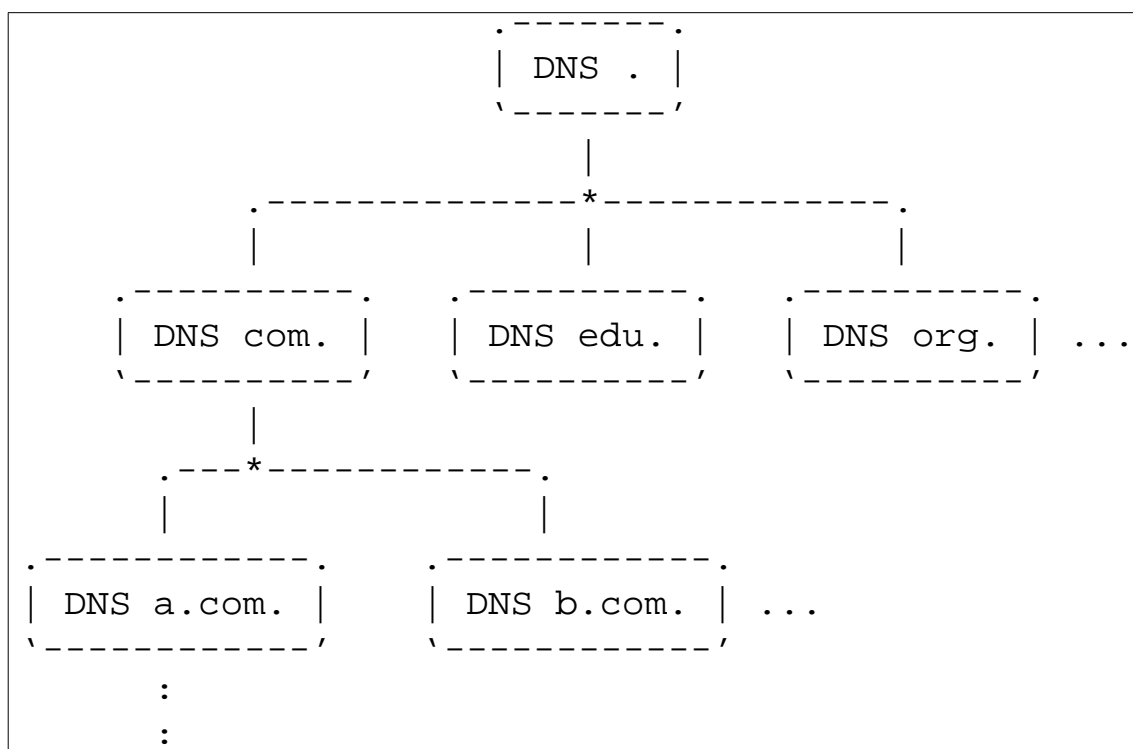 DNS .
DNS com. DNS edu. DNS org. ...
DNS a.com. DNS b.com. ...
:
: